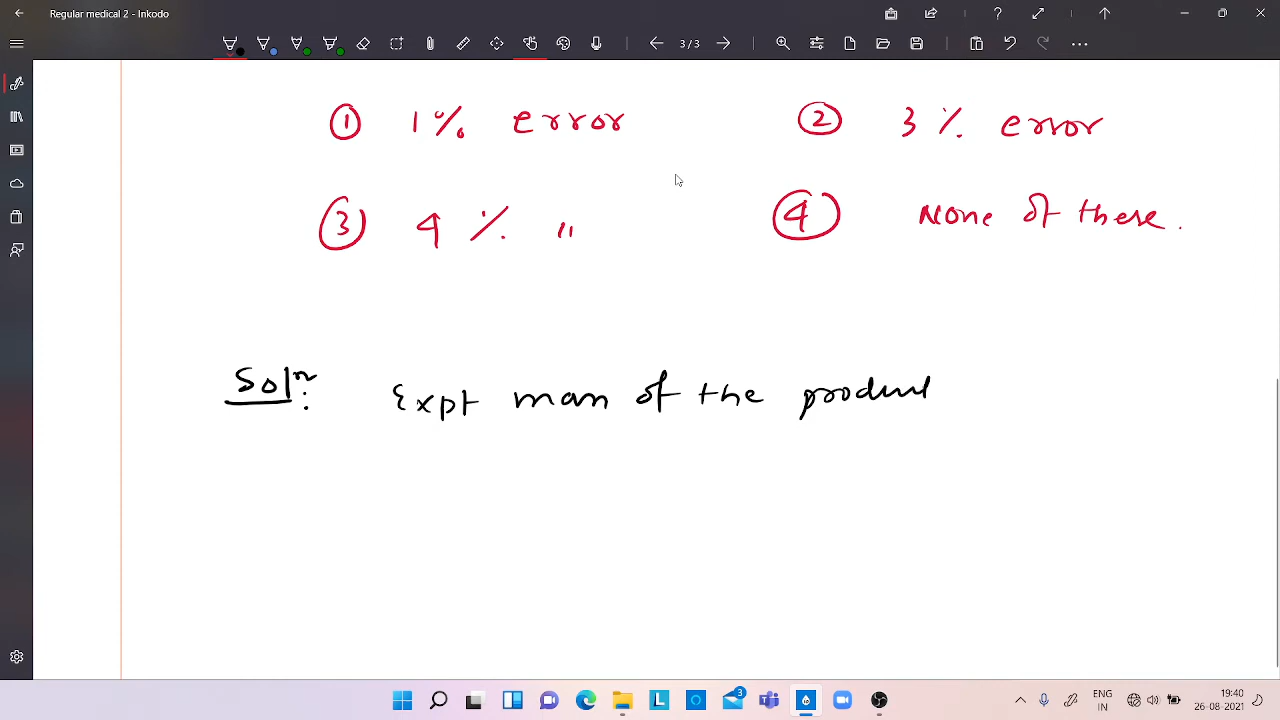 Regular medical 2 - Inkodo
3/3
① 1% error
② 3% error
③ 4% "
④ None of these.
Soln: Expt mass of the product
3
ENG
IN
19:40
26-08-2021